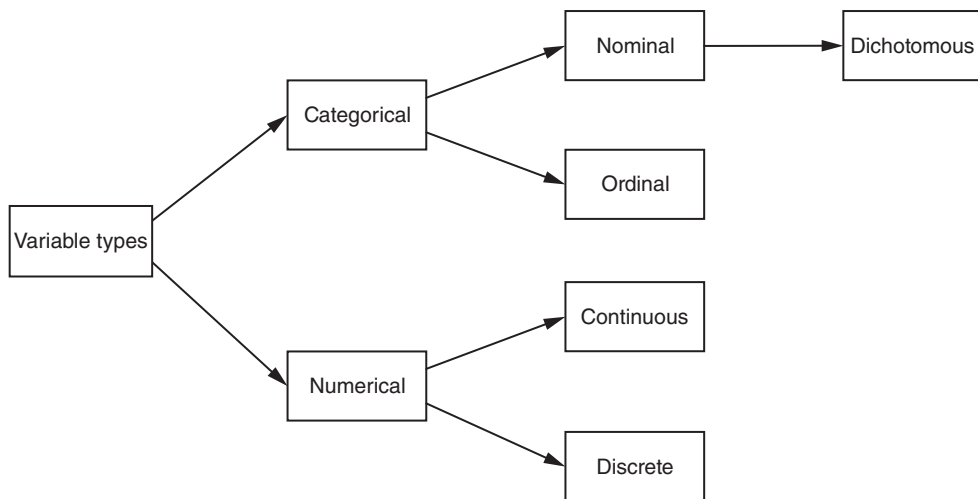 Nominal
Dichotomous
Categorical
Ordinal
Variable types
Continuous
Numerical
Discrete